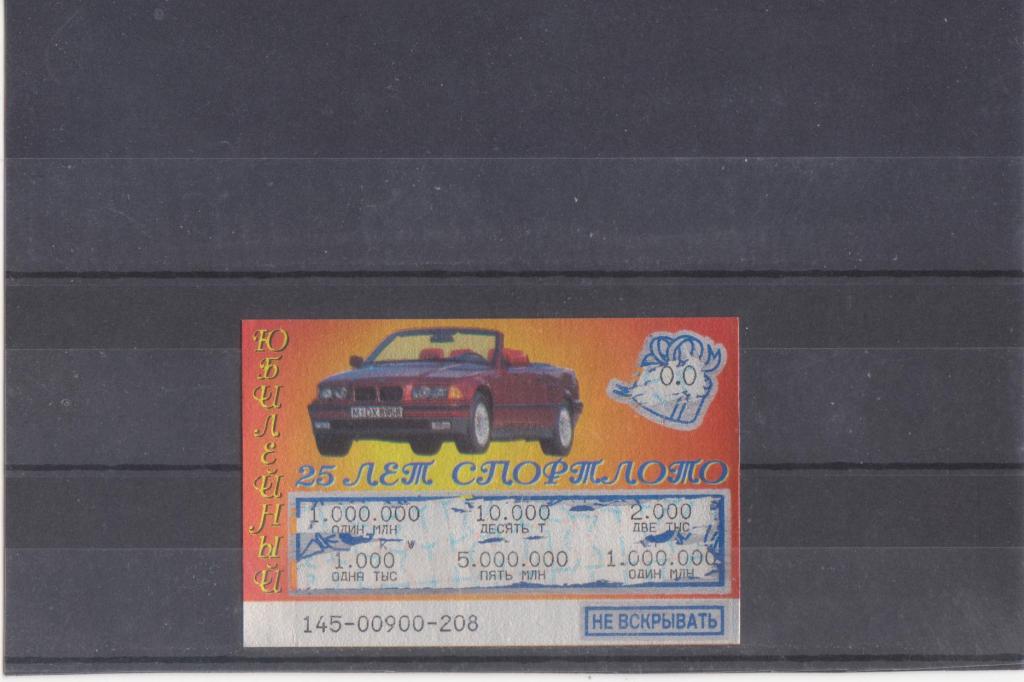 ЮБИЛЕЙНЫЙ
M·DX 8958
0.0
25 ЛЕТ СПОРТЛОТО
1.000.000 10.000 2.000
ОДИН МЛН ДЕСЯТЬ Т ДВЕ ТЫС
1.000 5.000.000 1.000.000
ОДНА ТЫС ПЯТЬ МЛН ОДИН МЛН
145-00900-208
НЕ ВСКРЫВАТЬ